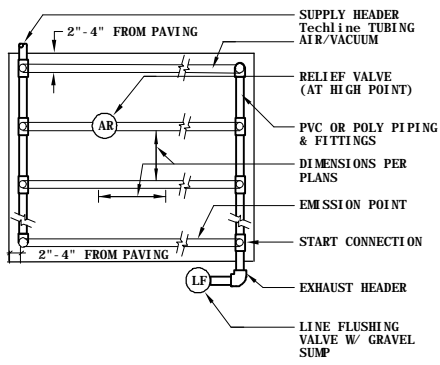 SUPPLY HEADER
Techline TUBING
AIR/VACUUM
2"-4" FROM PAVING
RELIEF VALVE
(AT HIGH POINT)
AR
PVC OR POLY PIPING
& FITTINGS
DIMENSIONS PER
PLANS
EMISSION POINT
START CONNECTION
2"-4" FROM PAVING
LF
EXHAUST HEADER
LINE FLUSHING
VALVE W/ GRAVEL
SUMP